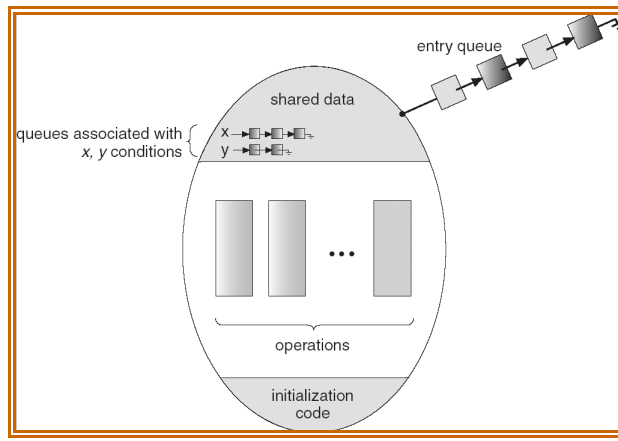 entry queue
shared data
queues associated with
x, y conditions
x
y
operations
initialization
code